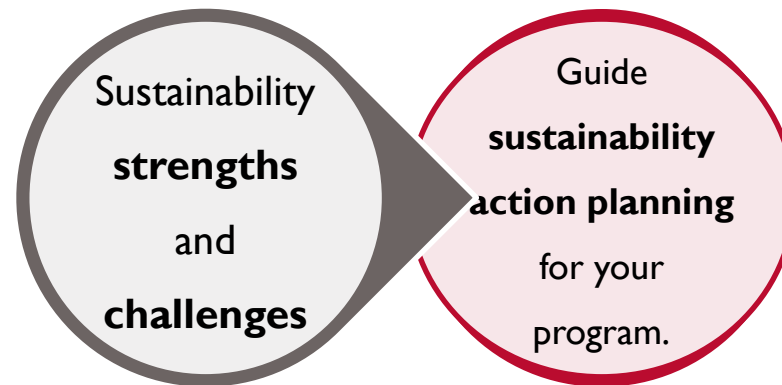 Sustainability
strengths
and
challenges
Guide
sustainability
action planning
for your
program.